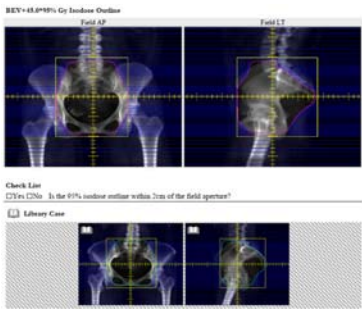 BEV+45.0*95% Gy Isodose Outline
Field AP
Field LT
Check List
☐Yes ☐No Is the 95% isodose outline within 2cm of the field aperture?
Library Case